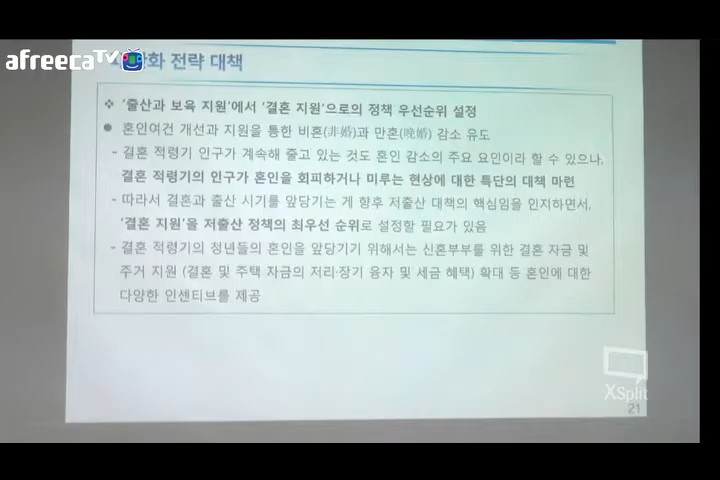 afreecaTV
화 전략 대책
❖ '출산과 보육 지원'에서 '결혼 지원'으로의 정책 우선순위 설정
● 혼인여건 개선과 지원을 통한 비혼(非婚)과 만혼(晩婚) 감소 유도
- 결혼 적령기 인구가 계속해 줄고 있는 것도 혼인 감소의 주요 요인이라 할 수 있으나,
결혼 적령기의 인구가 혼인을 회피하거나 미루는 현상에 대한 특단의 대책 마련
- 따라서 결혼과 출산 시기를 앞당기는 게 향후 저출산 대책의 핵심임을 인지하면서,
'결혼 지원'을 저출산 정책의 최우선 순위로 설정할 필요가 있음
- 결혼 적령기의 청년들의 혼인을 앞당기기 위해서는 신혼부부를 위한 결혼 자금 및
주거 지원 (결혼 및 주택 자금의 저리·장기 융자 및 세금 혜택) 확대 등 혼인에 대한
다양한 인센티브를 제공
XSplit
21